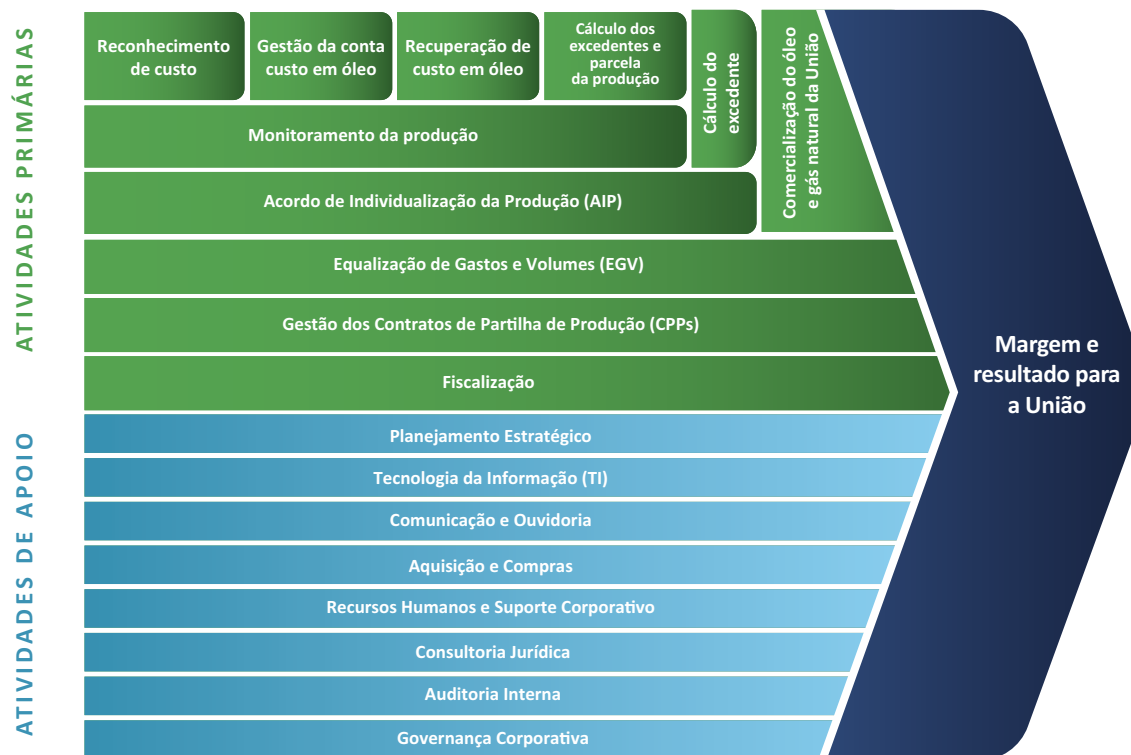 ATIVIDADES PRIMÁRIAS
Reconhecimento
de custo
Gestão da conta
custo em óleo
Recuperação de
custo em óleo
Cálculo dos
excedentes e
parcela
da produção
Cálculo do
excedente
Comercialização do óleo
e gás natural da União
Monitoramento da produção
Acordo de Individualização da Produção (AIP)
Equalização de Gastos e Volumes (EGV)
Gestão dos Contratos de Partilha de Produção (CPPs)
Fiscalização
ATIVIDADES DE APOIO
Planejamento Estratégico
Tecnologia da Informação (TI)
Comunicação e Ouvidoria
Aquisição e Compras
Recursos Humanos e Suporte Corporativo
Consultoria Jurídica
Auditoria Interna
Governança Corporativa
Margem e
resultado para
a União